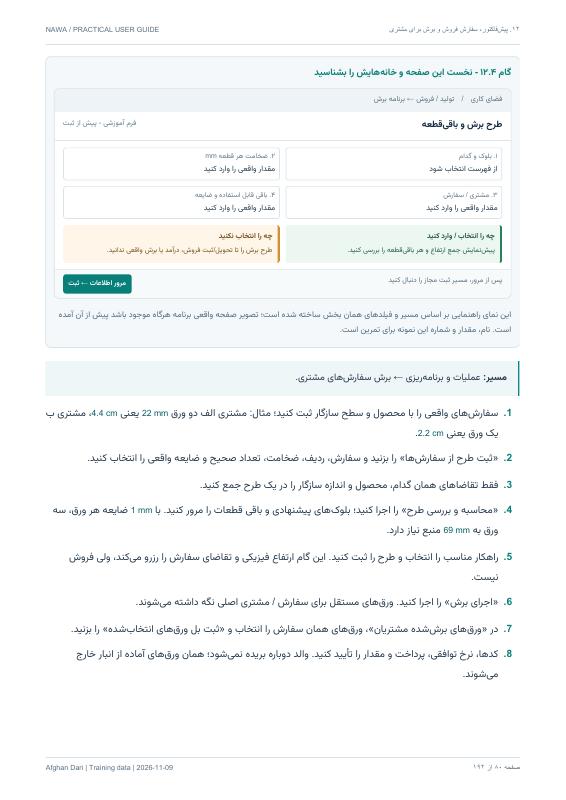 NAWA / PRACTICAL USER GUIDE
۱۲. پیش‌فاکتور، سفارش فروش و برش برای مشتری
گام ۱۲.۴ - نخست این صفحه و خانه‌هایش را بشناسید
فضای کاری / تولید / فروش ← برنامه برش
طرح برش و باقی‌قطعه
فرم آموزشی - پیش از ثبت
۱. بلوک و گدام
از فهرست انتخاب شود
۲. ضخامت هر قطعه mm
مقدار واقعی را وارد کنید
۳. مشتری / سفارش
مقدار واقعی را وارد کنید
۴. باقی قابل استفاده و ضایعه
مقدار واقعی را وارد کنید
چه را انتخاب / وارد کنید
پیش‌نمایش جمع ارتفاع و هر باقی‌قطعه را بررسی کنید.
چه را انتخاب نکنید
طرح برش را تا تحویل/ثبت فروش، درآمد یا برش واقعی ندانید.
پس از مرور، مسیر ثبت مجاز را دنبال کنید
مرور اطلاعات ← ثبت
این نمای راهنمایی بر اساس مسیر و فیلدهای همان بخش ساخته شده است؛ تصویر صفحه واقعی برنامه هرگاه موجود باشد پیش از آن آمده
است. نام، مقدار و شماره این نمونه برای تمرین است.
مسیر: عملیات و برنامه‌ریزی ← برش سفارش‌های مشتری.
1. سفارش‌های واقعی را با محصول و سطح سازگار ثبت کنید؛ مثال: مشتری الف دو ورق 22 mm یعنی 4.4 cm، مشتری ب
یک ورق یعنی 2.2 cm.
2. «ثبت طرح از سفارش‌ها» را بزنید و سفارش، ردیف، ضخامت، تعداد صحیح و ضایعه واقعی را انتخاب کنید.
3. فقط تقاضاهای همان گدام، محصول و اندازه سازگار را در یک طرح جمع کنید.
4. «محاسبه و بررسی طرح» را اجرا کنید؛ بلوک‌های پیشنهادی و باقی قطعات را مرور کنید. با 1 mm ضایعه هر ورق، سه
ورق به 69 mm منبع نیاز دارد.
5. راهکار مناسب را انتخاب و طرح را ثبت کنید. این گام ارتفاع فیزیکی و تقاضای سفارش را رزرو می‌کند، ولی فروش
نیست.
6. «اجرای برش» را اجرا کنید. ورق‌های مستقل برای سفارش / مشتری اصلی نگه داشته می‌شوند.
7. در «ورق‌های برش‌شده مشتریان»، ورق‌های همان سفارش را انتخاب و «ثبت بل ورق‌های انتخاب‌شده» را بزنید.
8. کدها، نرخ توافقی، پرداخت و مقدار را تأیید کنید. والد دوباره بریده نمی‌شود؛ همان ورق‌های آماده از انبار خارج
می‌شوند.
Afghan Dari | Training data | 2026-11-09
صفحه ۸۰ از ۱۹۲